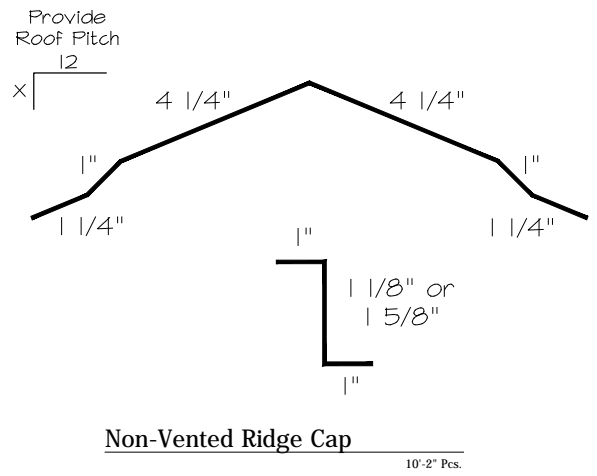 Provide
Roof Pitch
12
X
4 1/4"
4 1/4"
1"
1"
1 1/4"
1 1/4"
1"
1 1/8" or
1 5/8"
1"
Non-Vented Ridge Cap
10'-2" Pcs.